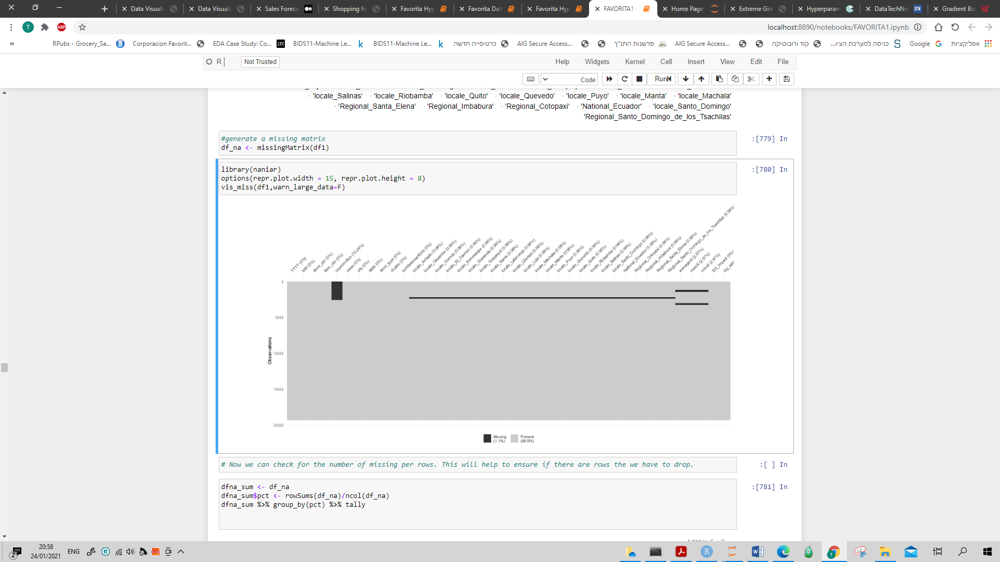 Data Visuali
Data Visuali
Sales Foreca
Shopping fo
Favorita Hyp
Favorita Dat
Favorita Hyp
FAVORITA1 -
Home Page
Extreme Gra
Hyperparam
DataTechNo
Gradient Bo
T
ABP
localhost:8890/notebooks/FAVORITA1.ipynb
RPubs - Grocery_Sa...
Corporacion Favorit...
EDA Case Study: Co...
BIDS11-Machine Le...
BIDS11-Machine Le...
כרטיסייה חדשה
AIG Secure Access...
פרשנות התנ"ך
AIG Secure Access...
קוד ורובוטיקה
כניסה למערכת הציו...
Google
אפליקציות
R
Not Trusted
Help Widgets Kernel Cell Insert View Edit File
Code Run
· 'locale_Salinas' · 'locale_Riobamba' · 'locale_Quito' · 'locale_Quevedo' · 'locale_Puyo' · 'locale_Manta' · 'locale_Machala'
· 'Regional_Santa_Elena' · 'Regional_Imbabura' · 'Regional_Cotopaxi' · 'National_Ecuador' · 'locale_Santo_Domingo'
'Regional_Santo_Domingo_de_los_Tsachilas'
:[779] In
#generate a missing matrix
df_na <- missingMatrix(df1)
:[780] In
library(naniar)
options(repr.plot.width = 15, repr.plot.height = 8)
vis_miss(df1,warn_large_data=F)
YYYY (0%)
MM (0%)
store_nbr (0%)
item_nbr (0%)
onpromotion (13.24%)
class (0%)
city (0%)
state (0%)
store_type (0%)
cluster (0%)
sumtransactions (0%)
locale_Ambato (0.98%)
locale_Cayambe (0.98%)
locale_Cuenca (0.98%)
locale_El_Carmen (0.98%)
locale_Esmeraldas (0.98%)
locale_Guaranda (0.98%)
locale_Guayaquil (0.98%)
locale_Ibarra (0.98%)
locale_Latacunga (0.98%)
locale_Libertad (0.98%)
locale_Loja (0.98%)
locale_Machala (0.98%)
locale_Manta (0.98%)
locale_Puyo (0.98%)
locale_Quevedo (0.98%)
locale_Quito (0.98%)
locale_Riobamba (0.98%)
locale_Salinas (0.98%)
locale_Santo_Domingo (0.98%)
National_Ecuador (0.98%)
Regional_Cotopaxi (0.98%)
Regional_Imbabura (0.98%)
Regional_Santa_Elena (0.98%)
Regional_Santo_Domingo_de_los_Tsachilas (0.98%)
averageoil (2.97%)
maxoil (2.97%)
minoil (2.97%)
EQ_Impact (0%)
Observations
0
5000
10000
15000
20000
Missing
(1.1%)
Present
(98.9%)
:[ ] In
# Now we can check for the number of missing per rows. This will help to ensure if there are rows the we have to drop.
:[781] In
dfna_sum <- df_na
dfna_sum$pct <- rowSums(df_na)/ncol(df_na)
dfna_sum %>% group_by(pct) %>% tally
20:58
24/01/2021
ENG